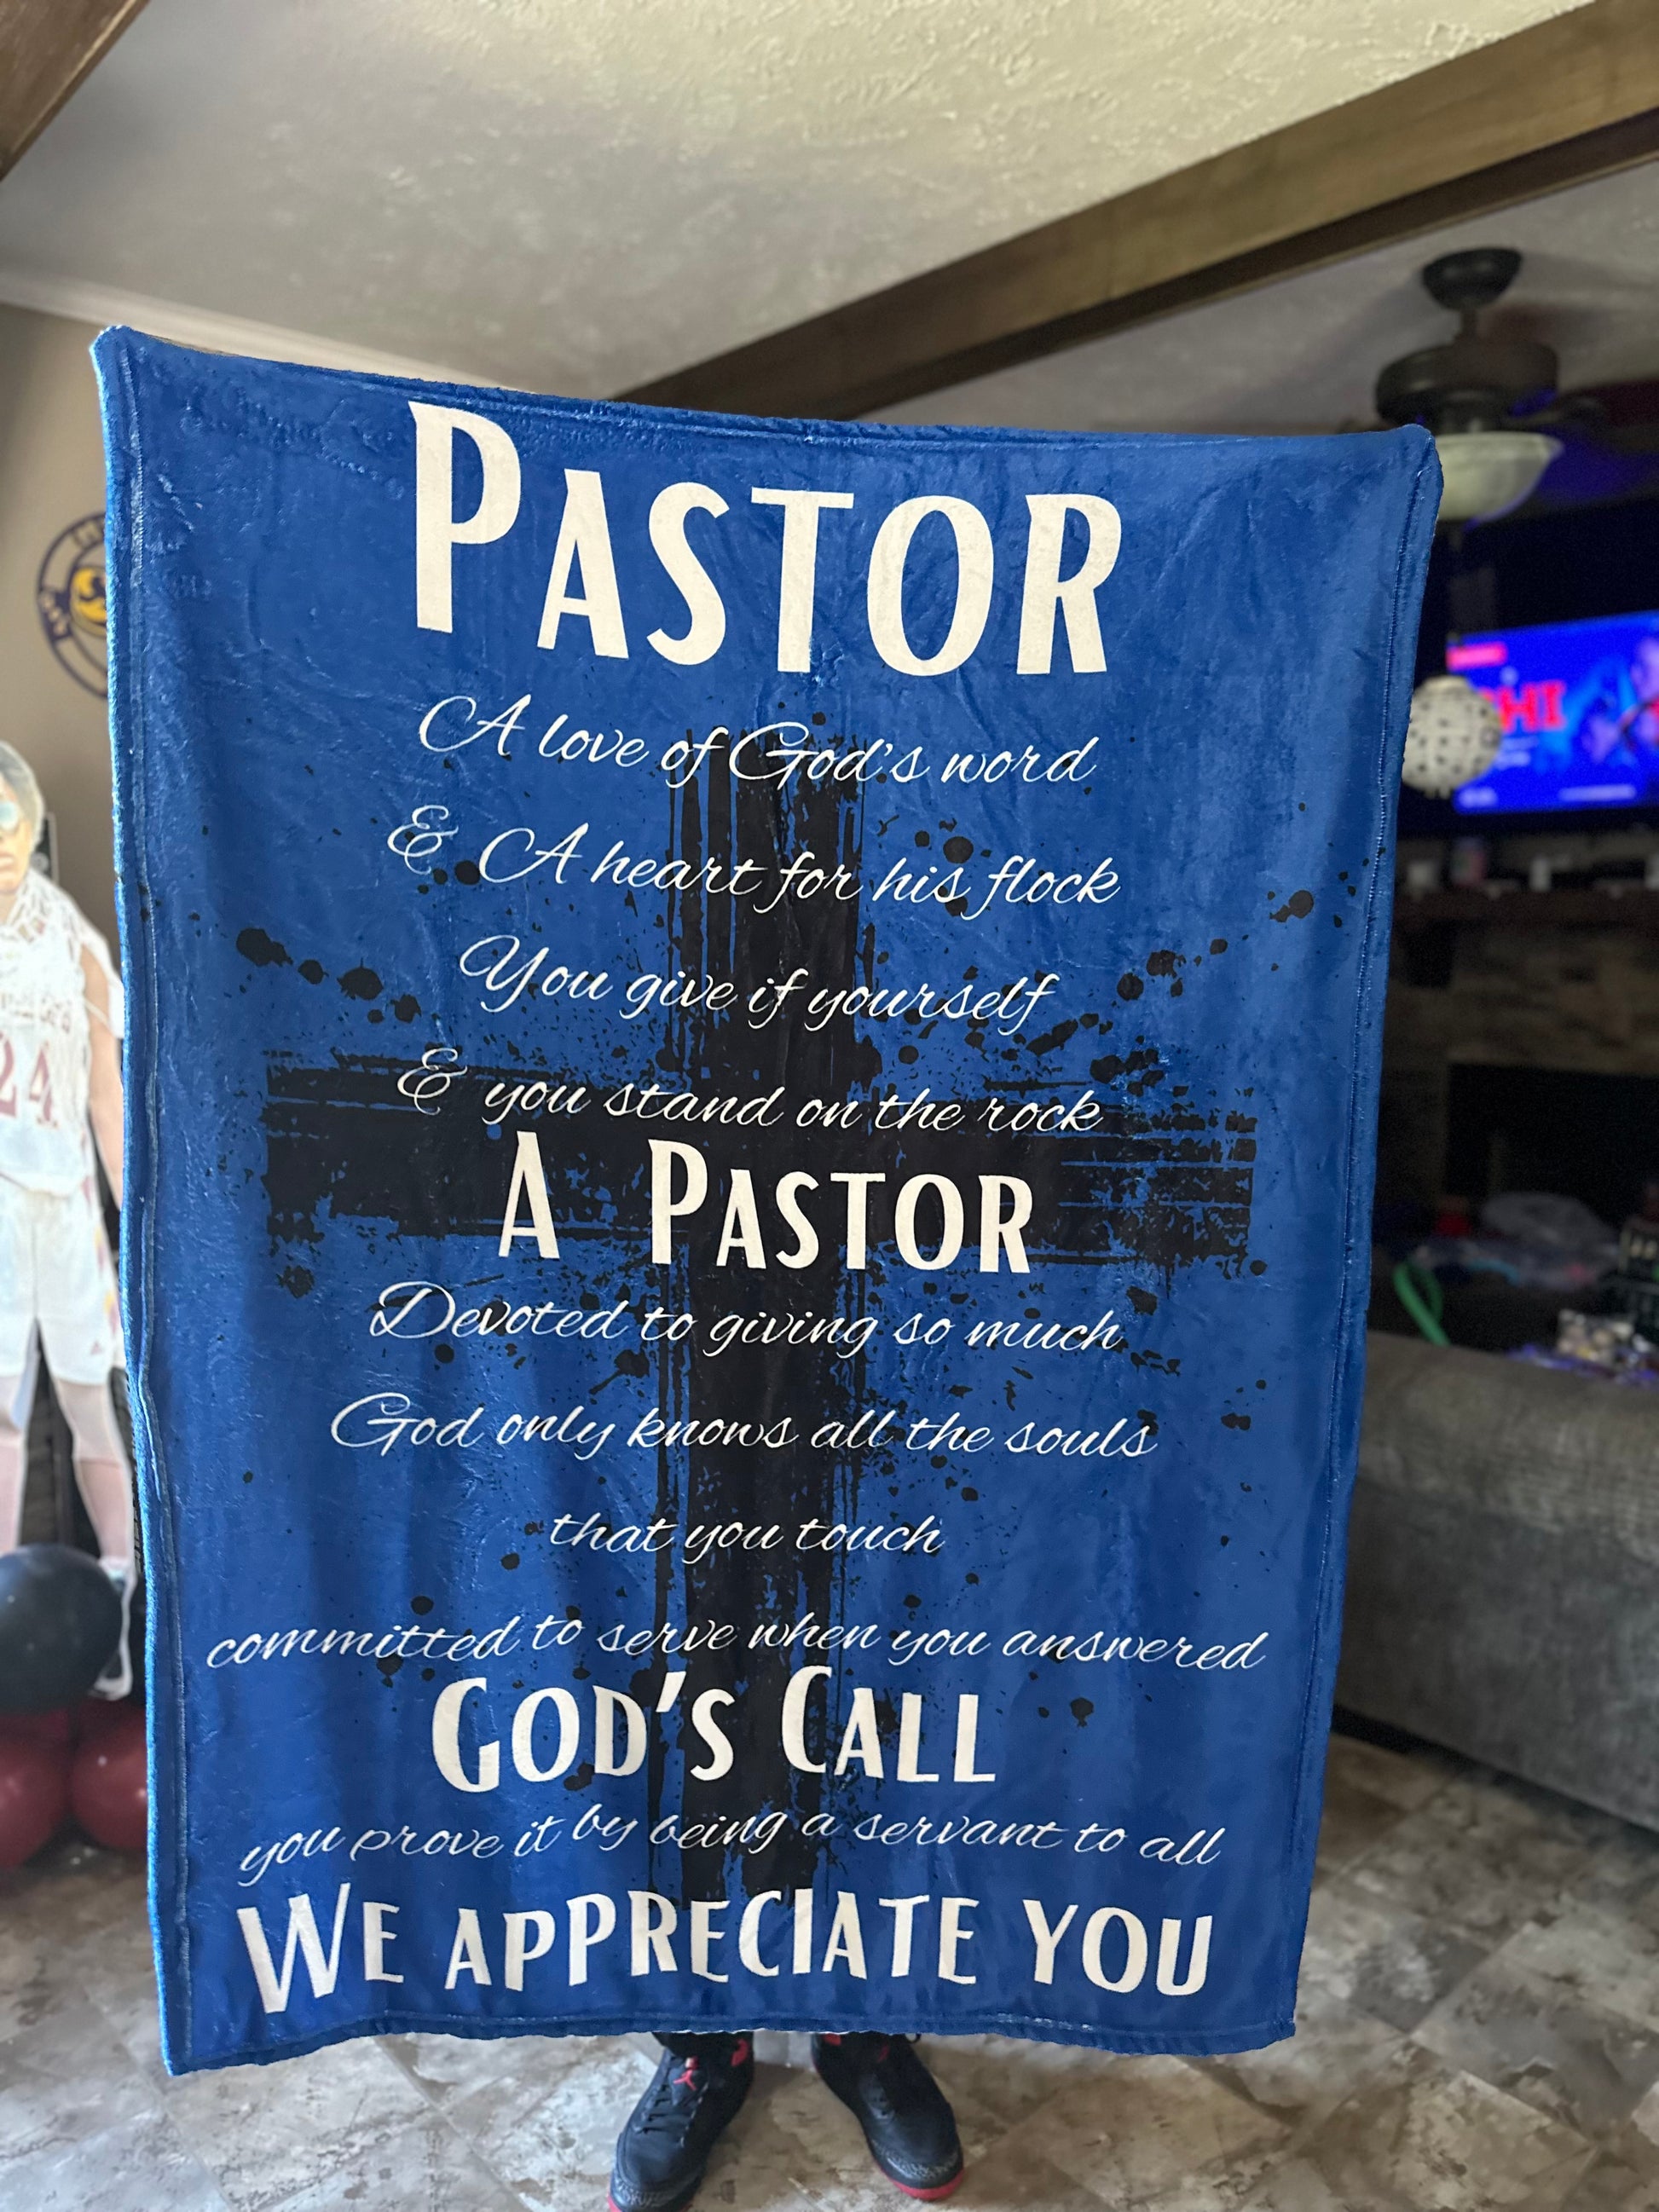 PASTOR
A love of God's word
& A heart for his flock
You give if yourself
& you stand on the rock
A PASTOR
Devoted to giving so much
God only knows all the souls
that you touch
committed to serve when you answered
GOD'S CALL
you prove it by being a servant to all
WE APPRECIATE YOU
24
HI